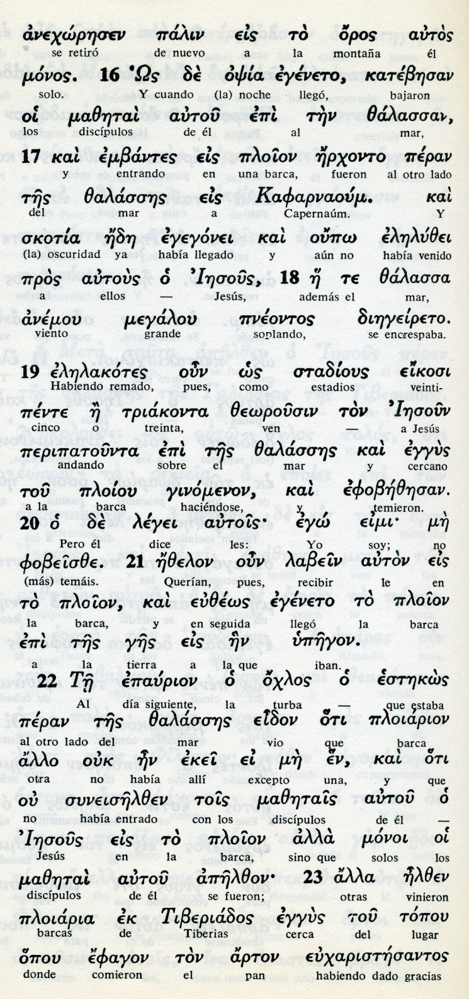 ἀνεχώρησεν πάλιν εἰς τὸ ὄρος αὐτὸς
se retiró de nuevo a la montaña él
μόνος. 16 Ὡς δὲ ὀψία ἐγένετο, κατέβησαν
solo. Y cuando (la) noche llegó, bajaron
οἱ μαθηταὶ αὐτοῦ ἐπὶ τὴν θάλασσαν,
los discípulos de él al mar,
17 καὶ ἐμβάντες εἰς πλοῖον ἤρχοντο πέραν
y entrando en una barca, fueron al otro lado
τῆς θαλάσσης εἰς Καφαρναούμ. καὶ
del mar a Capernaúm. Y
σκοτία ἤδη ἐγεγόνει καὶ οὔπω ἐληλύθει
(la) oscuridad ya había llegado y aún no había venido
πρὸς αὐτοὺς ὁ Ἰησοῦς, 18 ἥ τε θάλασσα
a ellos — Jesús, además el mar,
ἀνέμου μεγάλου πνέοντος διηγείρετο.
viento grande soplando, se encrespaba.
19 ἐληλακότες οὖν ὡς σταδίους εἴκοσι
Habiendo remado, pues, como estadios veinti-
πέντε ἢ τριάκοντα θεωροῦσιν τὸν Ἰησοῦν
cinco o treinta, ven — a Jesús
περιπατοῦντα ἐπὶ τῆς θαλάσσης καὶ ἐγγὺς
andando sobre el mar y cercano
τοῦ πλοίου γινόμενον, καὶ ἐφοβήθησαν.
a la barca haciéndose, y temieron.
20 ὁ δὲ λέγει αὐτοῖς· ἐγώ εἰμι· μὴ
Pero él dice les: Yo soy; no
φοβεῖσθε. 21 ἤθελον οὖν λαβεῖν αὐτὸν εἰς
(más) temáis. Querían, pues, recibir le en
τὸ πλοῖον, καὶ εὐθέως ἐγένετο τὸ πλοῖον
la barca, y en seguida llegó la barca
ἐπὶ τῆς γῆς εἰς ἣν ὑπῆγον.
a la tierra a la que iban.
22 Τῇ ἐπαύριον ὁ ὄχλος ὁ ἑστηκὼς
Al día siguiente, la turba — que estaba
πέραν τῆς θαλάσσης εἶδον ὅτι πλοιάριον
al otro lado del mar vio que barca
ἄλλο οὐκ ἦν ἐκεῖ εἰ μὴ ἕν, καὶ ὅτι
otra no había allí excepto una, y que
οὐ συνεισῆλθεν τοῖς μαθηταῖς αὐτοῦ ὁ
no había entrado con los discípulos de él —
Ἰησοῦς εἰς τὸ πλοῖον ἀλλὰ μόνοι οἱ
Jesús en la barca, sino que solos los
μαθηταὶ αὐτοῦ ἀπῆλθον· 23 ἄλλα ἦλθεν
discípulos de él se fueron; otras vinieron
πλοιάρια ἐκ Τιβεριάδος ἐγγὺς τοῦ τόπου
barcas de Tiberias cerca del lugar
ὅπου ἔφαγον τὸν ἄρτον εὐχαριστήσαντος
donde comieron el pan habiendo dado gracias